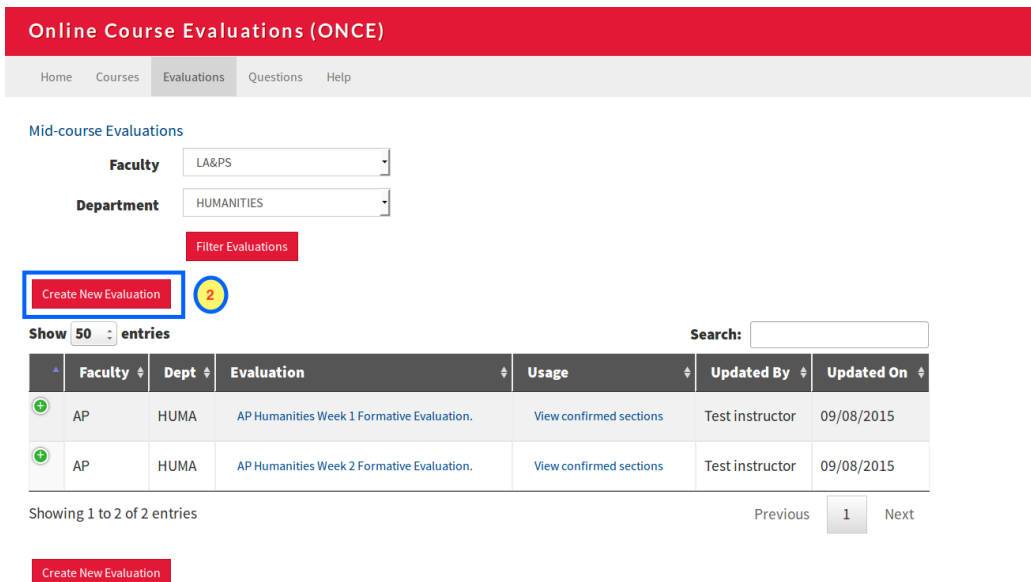 Online Course Evaluations (ONCE)
Home Courses Evaluations Questions Help
Mid-course Evaluations
Faculty LA&PS
Department HUMANITIES
Filter Evaluations
Create New Evaluation 2
Show 50 entries Search:
Faculty Dept Evaluation Usage Updated By Updated On
AP HUMA AP Humanities Week 1 Formative Evaluation. View confirmed sections Test instructor 09/08/2015
AP HUMA AP Humanities Week 2 Formative Evaluation. View confirmed sections Test instructor 09/08/2015
Showing 1 to 2 of 2 entries Previous 1 Next
Create New Evaluation